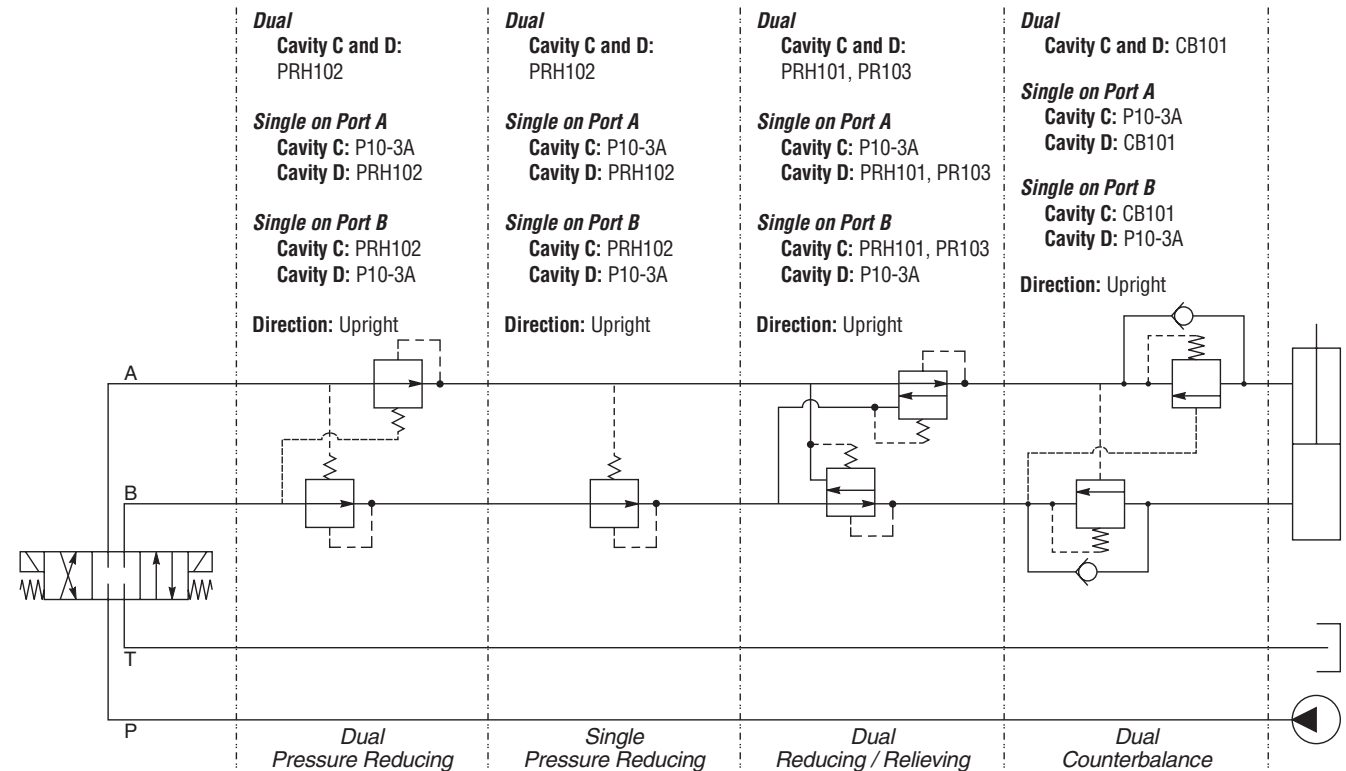 Dual
Cavity C and D:
PRH102
Single on Port A
Cavity C: P10-3A
Cavity D: PRH102
Single on Port B
Cavity C: PRH102
Cavity D: P10-3A
Direction: Upright
Dual
Cavity C and D:
PRH102
Single on Port A
Cavity C: P10-3A
Cavity D: PRH102
Single on Port B
Cavity C: PRH102
Cavity D: P10-3A
Direction: Upright
Dual
Cavity C and D:
PRH101, PR103
Single on Port A
Cavity C: P10-3A
Cavity D: PRH101, PR103
Single on Port B
Cavity C: PRH101, PR103
Cavity D: P10-3A
Direction: Upright
Dual
Cavity C and D: CB101
Single on Port A
Cavity C: P10-3A
Cavity D: CB101
Single on Port B
Cavity C: CB101
Cavity D: P10-3A
Direction: Upright
A
B
T
P
Dual
Pressure Reducing
Single
Pressure Reducing
Dual
Reducing / Relieving
Dual
Counterbalance